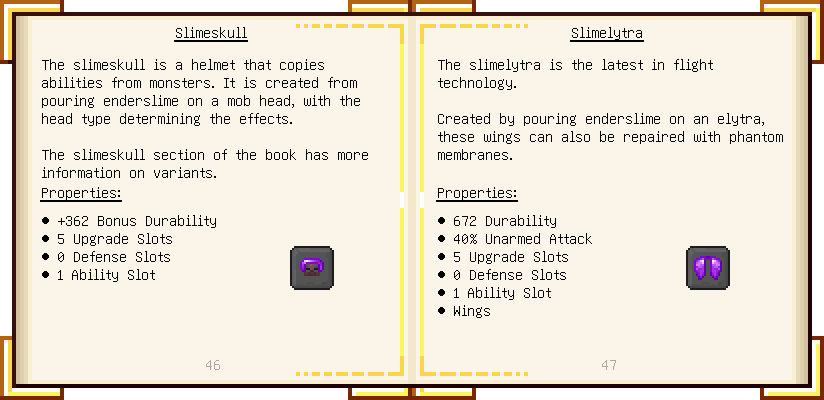 Slimeskull
The slimeskull is a helmet that copies
abilities from monsters. It is created from
pouring enderslime on a mob head, with the
head type determining the effects.
The slimeskull section of the book has more
information on variants.
Properties:
● +362 Bonus Durability
● 5 Upgrade Slots
● 0 Defense Slots
● 1 Ability Slot
46
Slimelytra
The slimelytra is the latest in flight
technology.
Created by pouring enderslime on an elytra,
these wings can also be repaired with phantom
membranes.
Properties:
● 672 Durability
● 40% Unarmed Attack
● 5 Upgrade Slots
● 0 Defense Slots
● 1 Ability Slot
● Wings
47